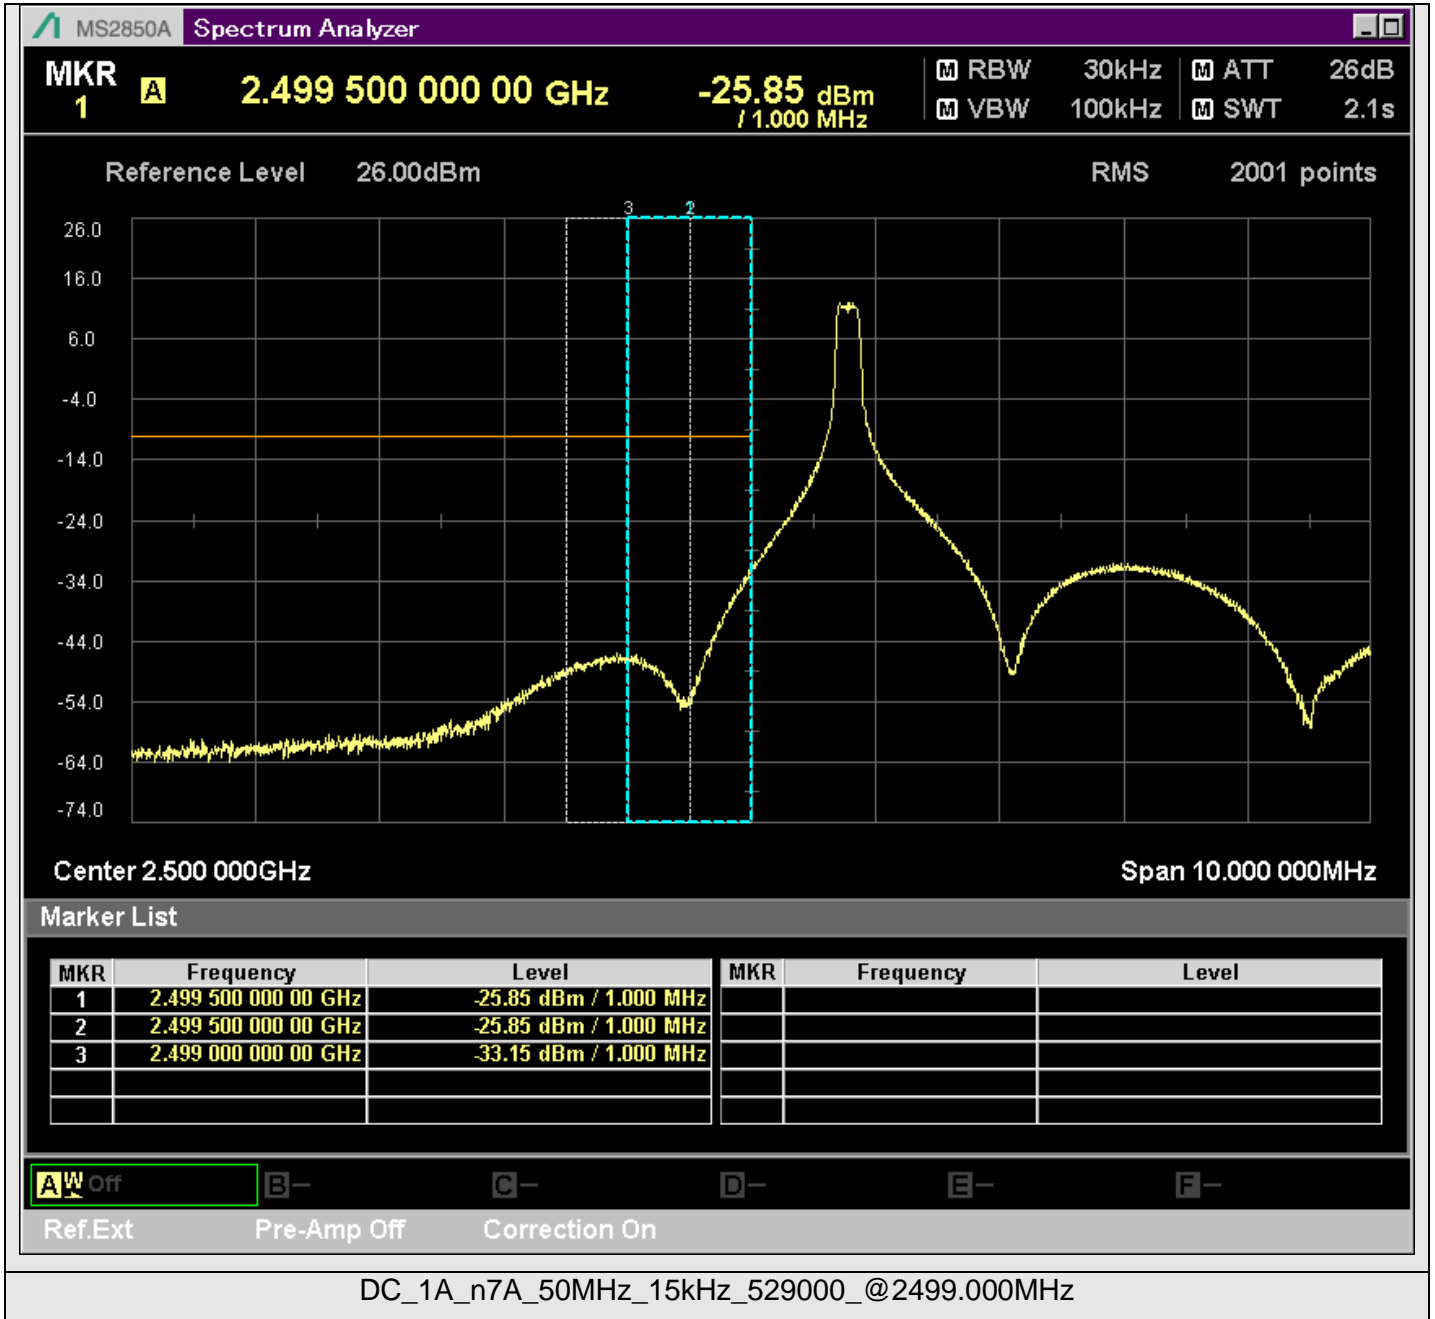 MS2850A Spectrum Analyzer
MKR 1 A 2.499 500 000 00 GHz -25.85 dBm / 1.000 MHz
M RBW 30kHz M ATT 26dB
M VBW 100kHz M SWT 2.1s
Reference Level 26.00dBm RMS 2001 points
3 2
26.0
16.0
6.0
-4.0
-14.0
-24.0
-34.0
-44.0
-54.0
-64.0
-74.0
Center 2.500 000GHz Span 10.000 000MHz
Marker List
MKR Frequency Level MKR Frequency Level
1 2.499 500 000 00 GHz -25.85 dBm / 1.000 MHz
2 2.499 500 000 00 GHz -25.85 dBm / 1.000 MHz
3 2.499 000 000 00 GHz -33.15 dBm / 1.000 MHz
A W Off B - C - D - E - F -
Ref.Ext Pre-Amp Off Correction On
DC_1A_n7A_50MHz_15kHz_529000_@2499.000MHz